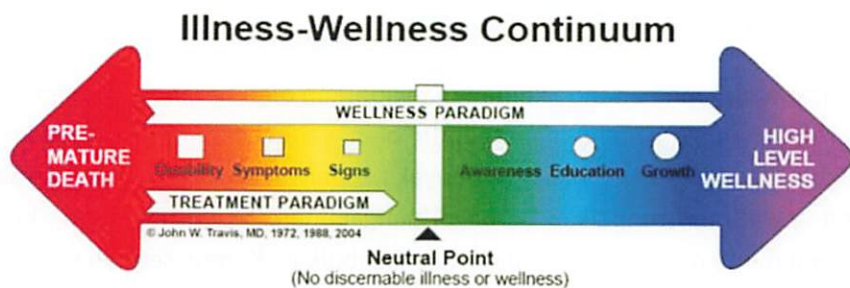 Illness-Wellness Continuum
WELLNESS PARADIGM
PRE-
MATURE
DEATH
Disability Symptoms Signs Awareness Education Growth
HIGH
LEVEL
WELLNESS
TREATMENT PARADIGM
© John W. Travis, MD, 1972, 1988, 2004
Neutral Point
(No discernable illness or wellness)